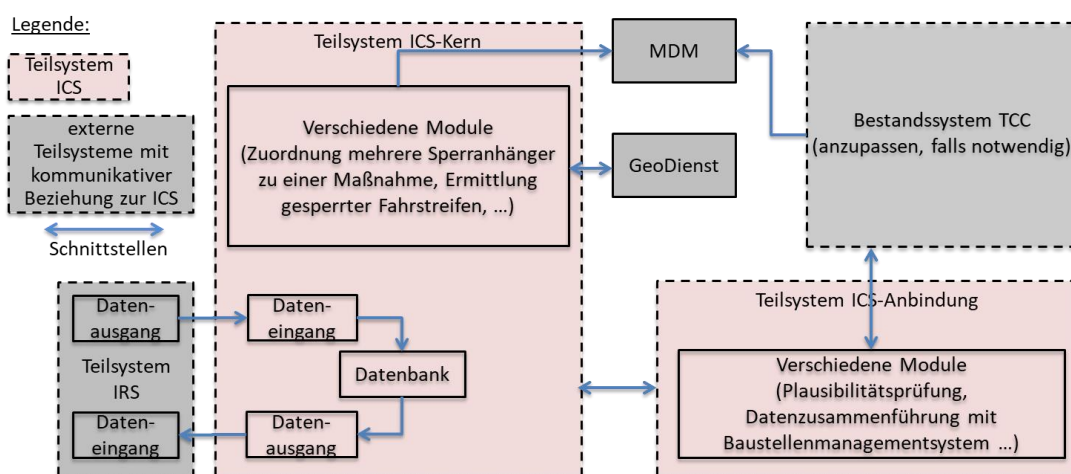 Legende:
Teilsystem
ICS
externe
Teilsysteme mit
kommunikativer
Beziehung zur ICS
Schnittstellen
Teilsystem ICS-Kern
Verschiedene Module
(Zuordnung mehrere Sperranhänger
zu einer Maßnahme, Ermittlung
gesperrter Fahrstreifen, …)
MDM
GeoDienst
Bestandssystem TCC
(anzupassen, falls notwendig)
Daten-
ausgang
Teilsystem
IRS
Daten-
eingang
Daten-
eingang
Datenbank
Daten-
ausgang
Teilsystem ICS-Anbindung
Verschiedene Module
(Plausibilitätsprüfung,
Datenzusammenführung mit
Baustellenmanagementsystem …)